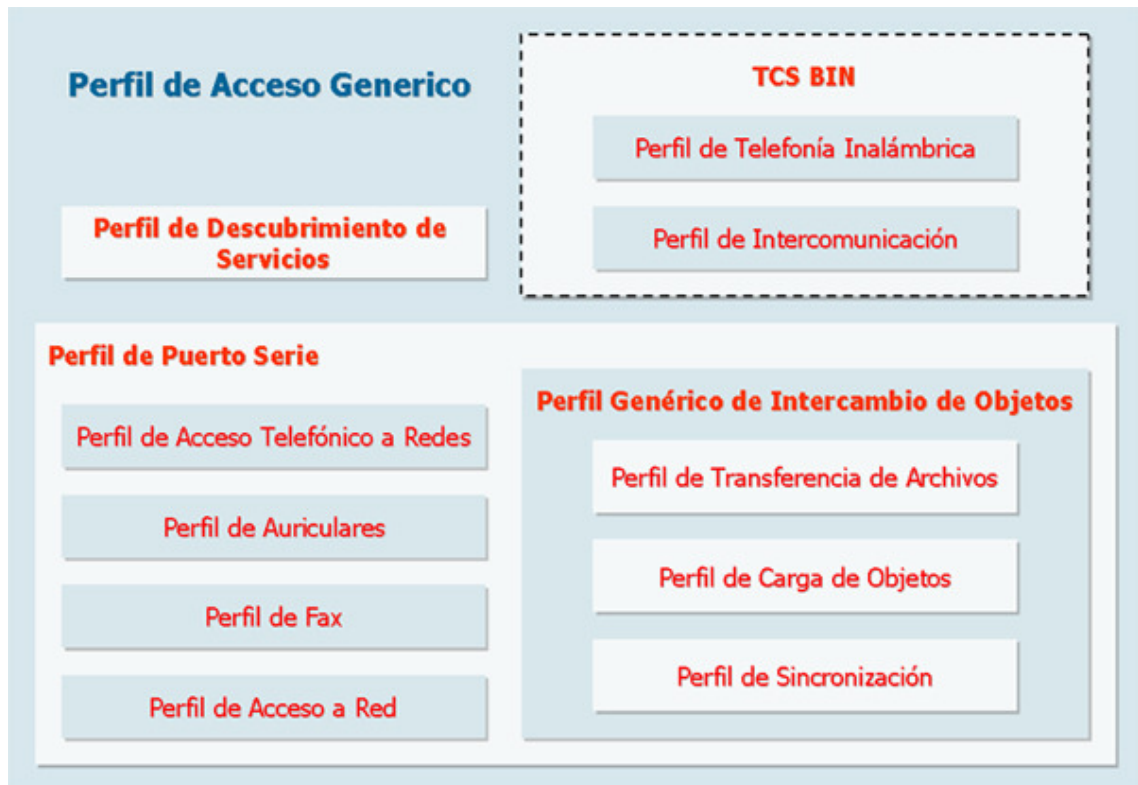 Perfil de Acceso Generico
TCS BIN
Perfil de Telefonía Inalámbrica
Perfil de Intercomunicación
Perfil de Descubrimiento de
Servicios
Perfil de Puerto Serie
Perfil de Acceso Telefónico a Redes
Perfil de Auriculares
Perfil de Fax
Perfil de Acceso a Red
Perfil Genérico de Intercambio de Objetos
Perfil de Transferencia de Archivos
Perfil de Carga de Objetos
Perfil de Sincronización